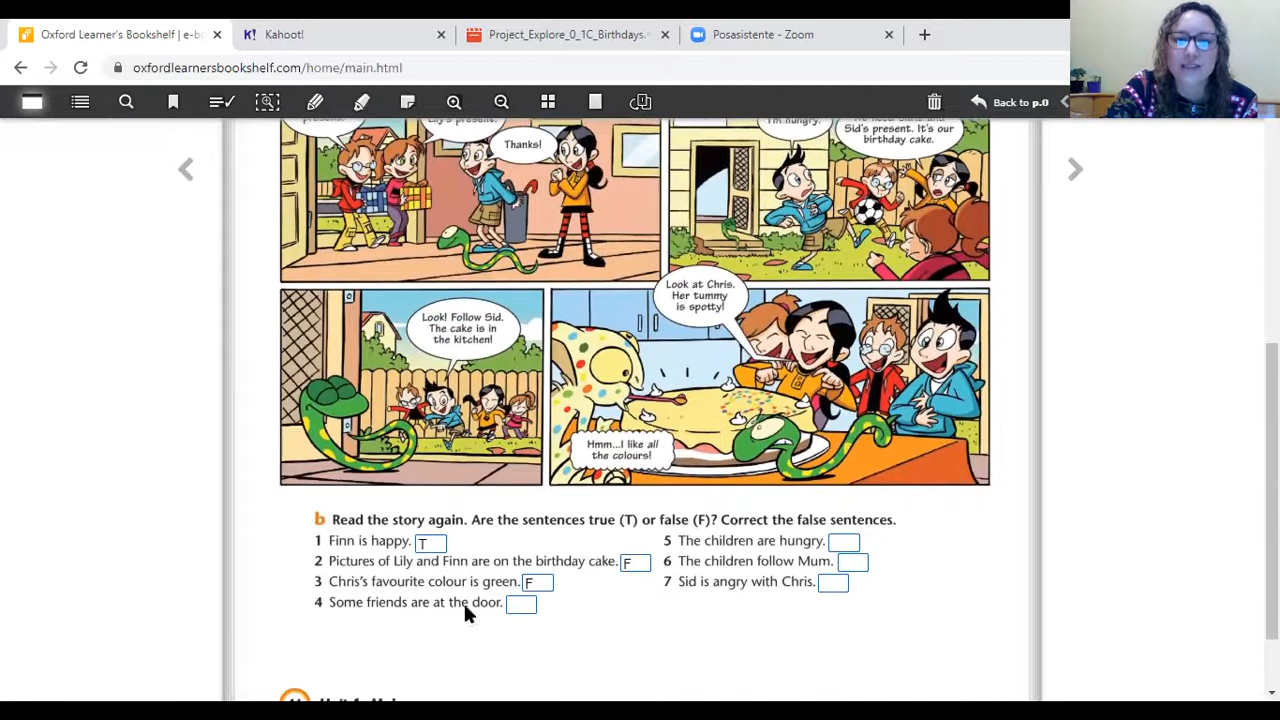 Oxford Learner's Bookshelf | e-bo
Kahoot!
Project_Explore_0_1C_Birthdays.
Posasistente - Zoom
oxfordlearnersbookshelf.com/home/main.html
Back to p.0
Lily's present.
Thanks!
I'm hungry.
Sid's present. It's our
birthday cake.
Look! Follow Sid.
The cake is in
the kitchen!
Look at Chris.
Her tummy
is spotty!
Hmm...I like all
the colours!
b Read the story again. Are the sentences true (T) or false (F)? Correct the false sentences.
1 Finn is happy. T
2 Pictures of Lily and Finn are on the birthday cake. F
3 Chris's favourite colour is green. F
4 Some friends are at the door.
5 The children are hungry.
6 The children follow Mum.
7 Sid is angry with Chris.